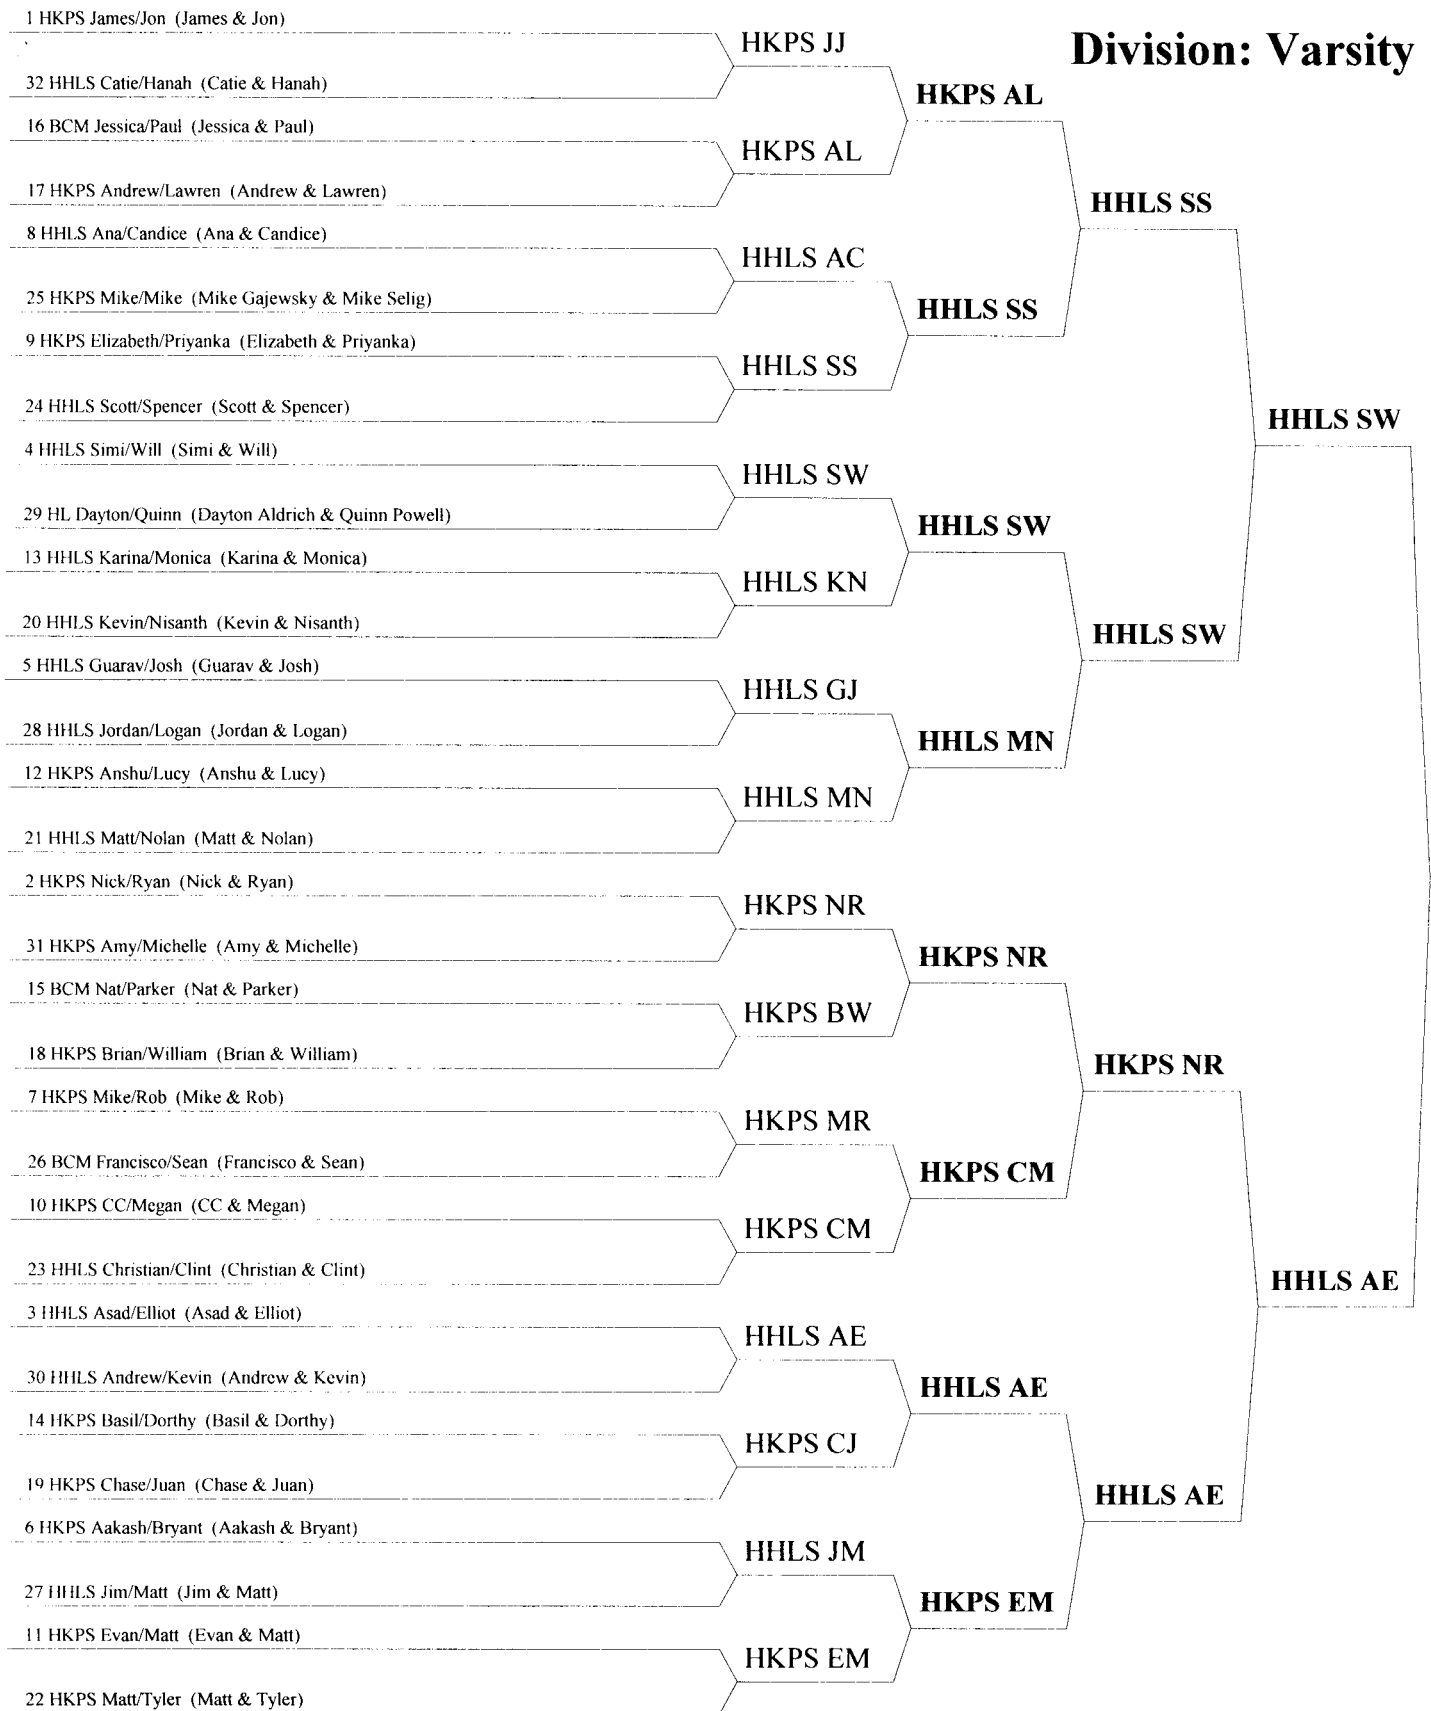 Division: Varsity
1 HKPS James/Jon (James & Jon)
32 HHLS Catie/Hanah (Catie & Hanah)
16 BCM Jessica/Paul (Jessica & Paul)
17 HKPS Andrew/Lawren (Andrew & Lawren)
8 HHLS Ana/Candice (Ana & Candice)
25 HKPS Mike/Mike (Mike Gajewsky & Mike Selig)
9 HKPS Elizabeth/Priyanka (Elizabeth & Priyanka)
24 HHLS Scott/Spencer (Scott & Spencer)
4 HHLS Simi/Will (Simi & Will)
29 HL Dayton/Quinn (Dayton Aldrich & Quinn Powell)
13 HHLS Karina/Monica (Karina & Monica)
20 HHLS Kevin/Nisanth (Kevin & Nisanth)
5 HHLS Guarav/Josh (Guarav & Josh)
28 HHLS Jordan/Logan (Jordan & Logan)
12 HKPS Anshu/Lucy (Anshu & Lucy)
21 HHLS Matt/Nolan (Matt & Nolan)
2 HKPS Nick/Ryan (Nick & Ryan)
31 HKPS Amy/Michelle (Amy & Michelle)
15 BCM Nat/Parker (Nat & Parker)
18 HKPS Brian/William (Brian & William)
7 HKPS Mike/Rob (Mike & Rob)
26 BCM Francisco/Sean (Francisco & Sean)
10 HKPS CC/Megan (CC & Megan)
23 HHLS Christian/Clint (Christian & Clint)
3 HHLS Asad/Elliot (Asad & Elliot)
30 HHLS Andrew/Kevin (Andrew & Kevin)
14 HKPS Basil/Dorthy (Basil & Dorthy)
19 HKPS Chase/Juan (Chase & Juan)
6 HKPS Aakash/Bryant (Aakash & Bryant)
27 HHLS Jim/Matt (Jim & Matt)
11 HKPS Evan/Matt (Evan & Matt)
22 HKPS Matt/Tyler (Matt & Tyler)
HKPS JJ
HKPS AL
HHLS AC
HHLS SS
HHLS SW
HHLS KN
HHLS GJ
HHLS MN
HKPS NR
HKPS BW
HKPS MR
HKPS CM
HHLS AE
HKPS CJ
HHLS JM
HKPS EM
HKPS AL
HHLS SS
HHLS SW
HHLS MN
HKPS NR
HKPS CM
HHLS AE
HKPS EM
HHLS SS
HHLS SW
HKPS NR
HHLS AE
HHLS SW
HHLS AE